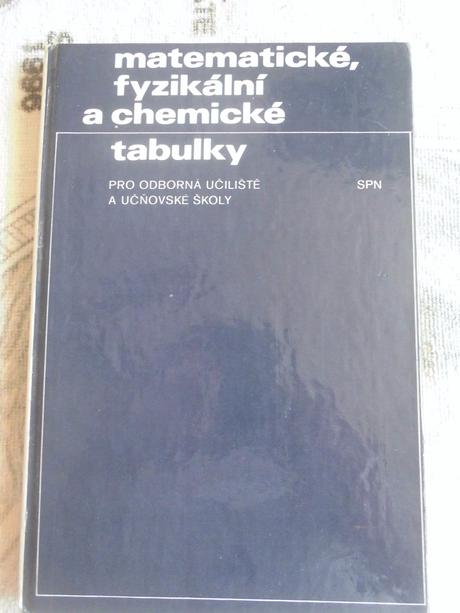 matematické,
fyzikální
a chemické
tabulky
PRO ODBORNÁ UČILIŠTĚ SPN
A UČŇOVSKÉ ŠKOLY